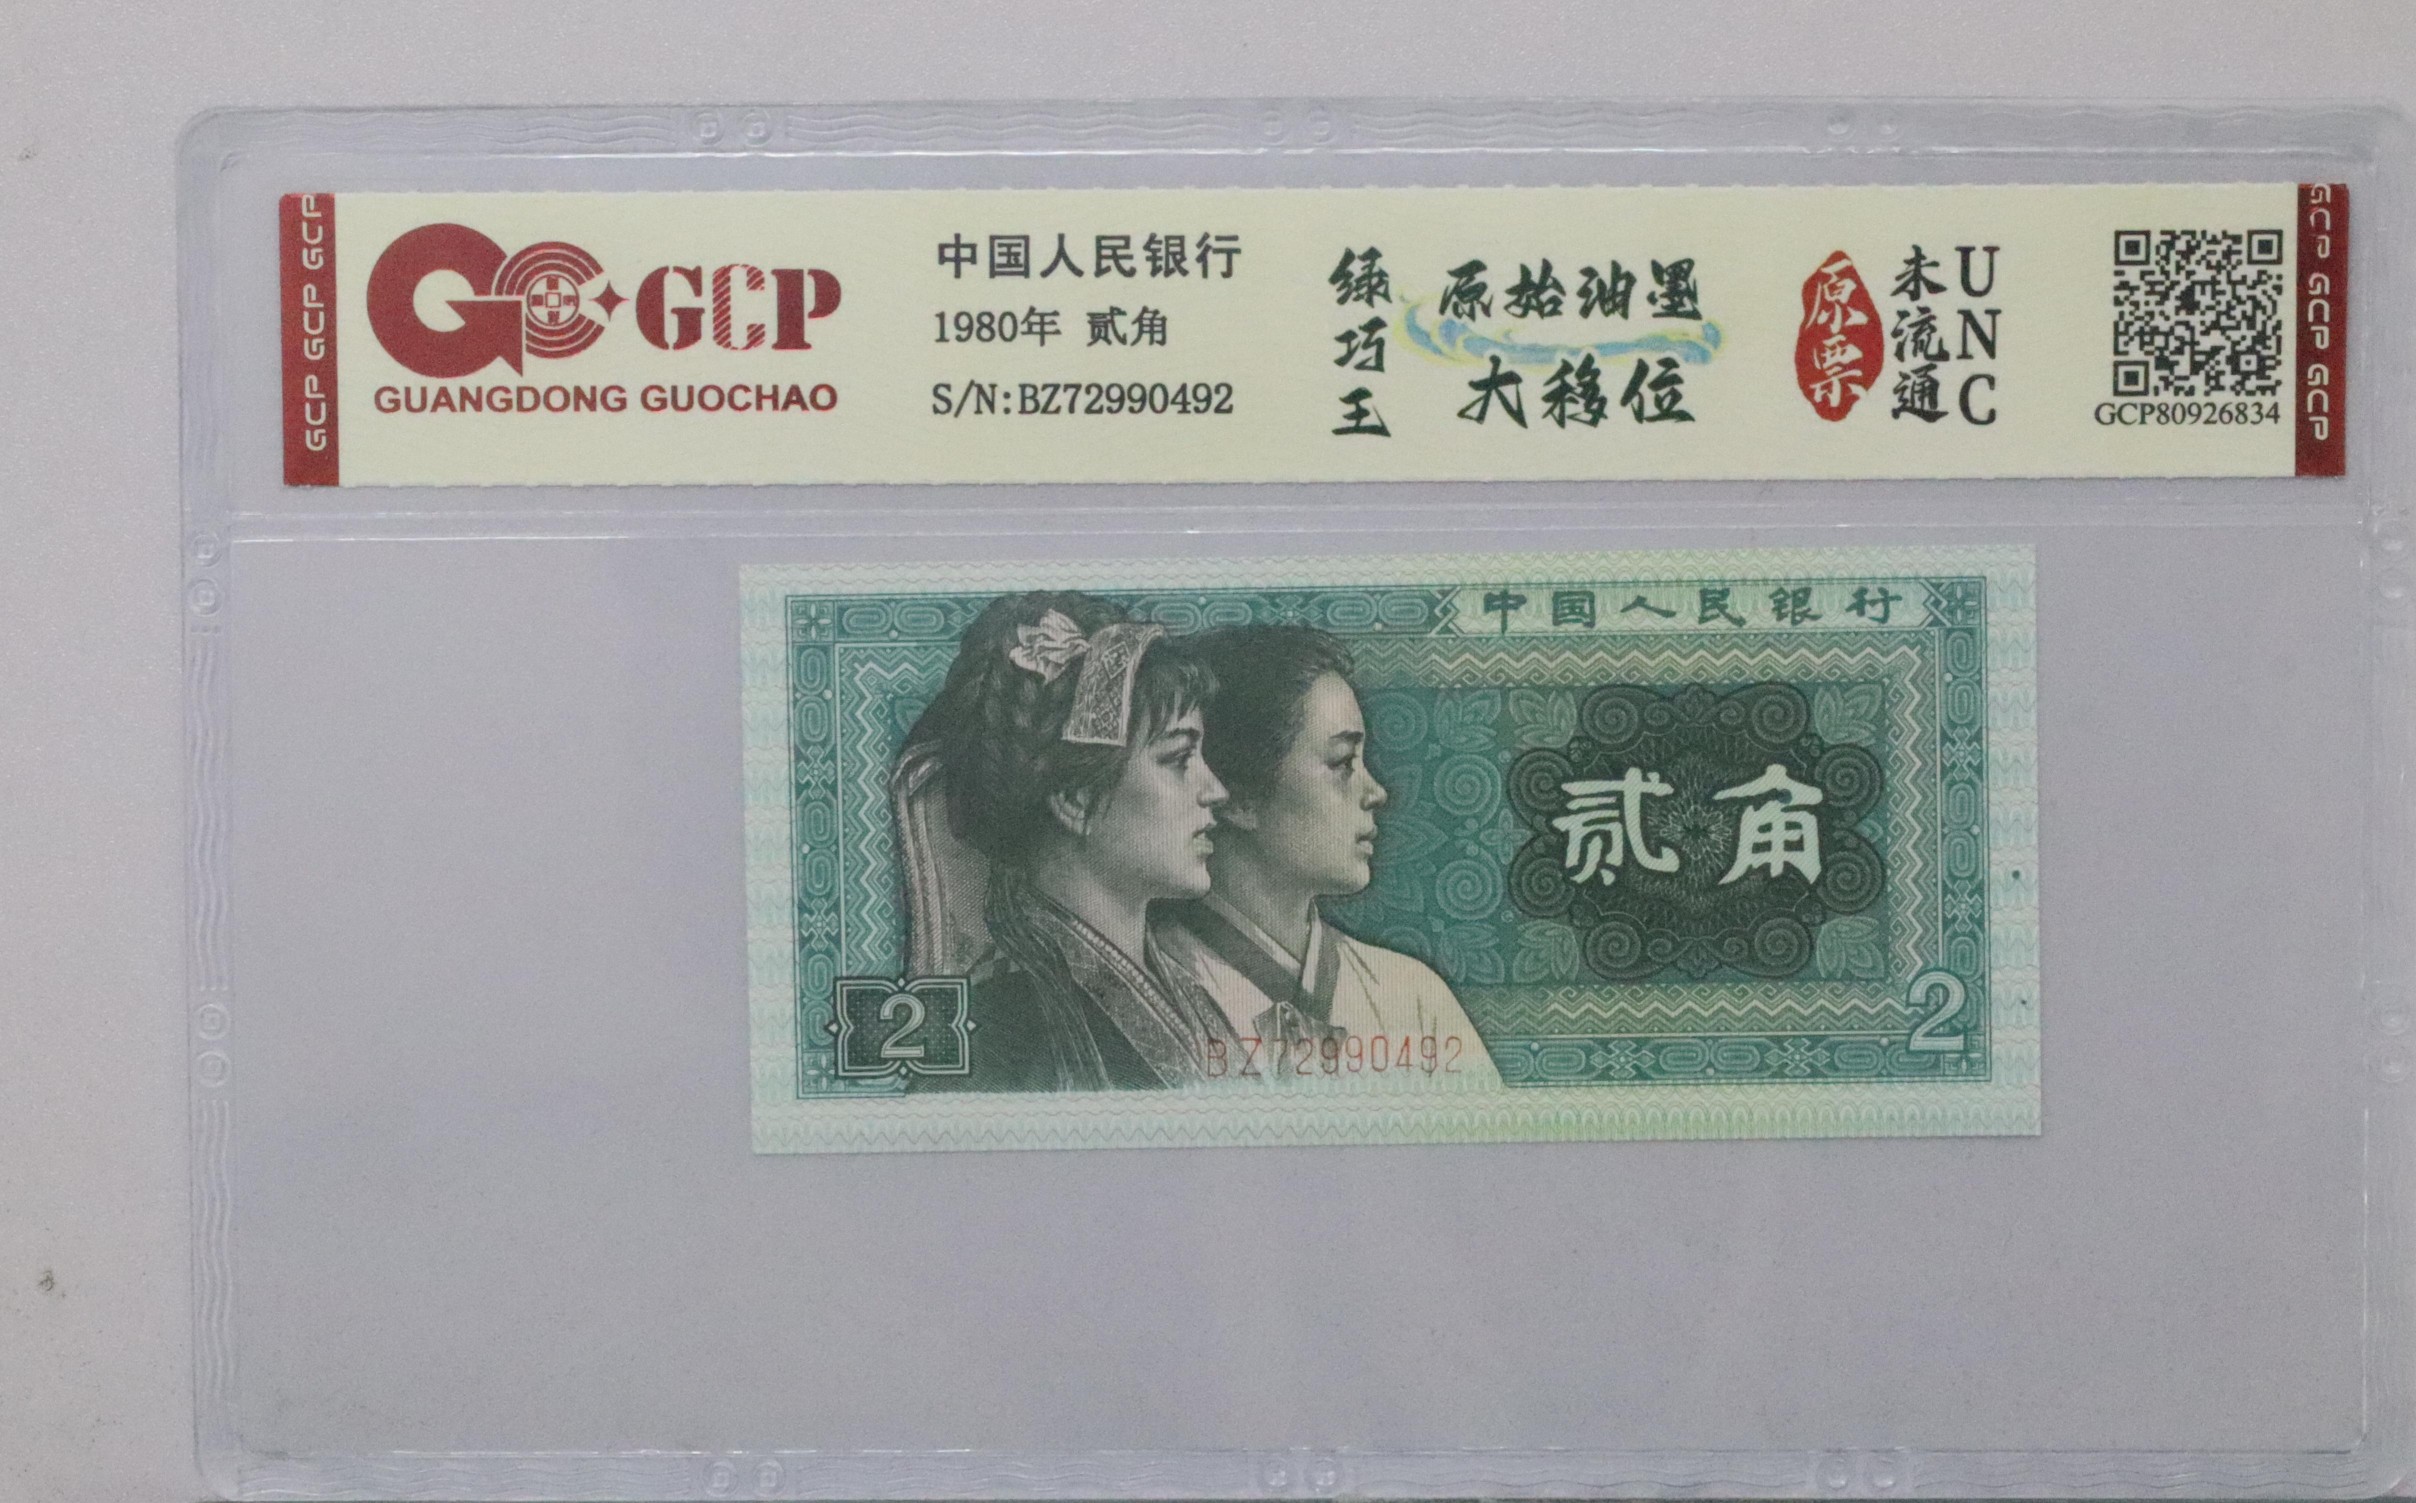 GCP GCP GCP
GCP
GUANGDONG GUOCHAO
中国人民银行
1980年 贰角
S/N:BZ72990492
绿巧王
原始油墨
大移位
原票
未流通
UNC
GCP80926834
GCP GCP GCP
中国人民银行
贰角
2
2
BZ72990492